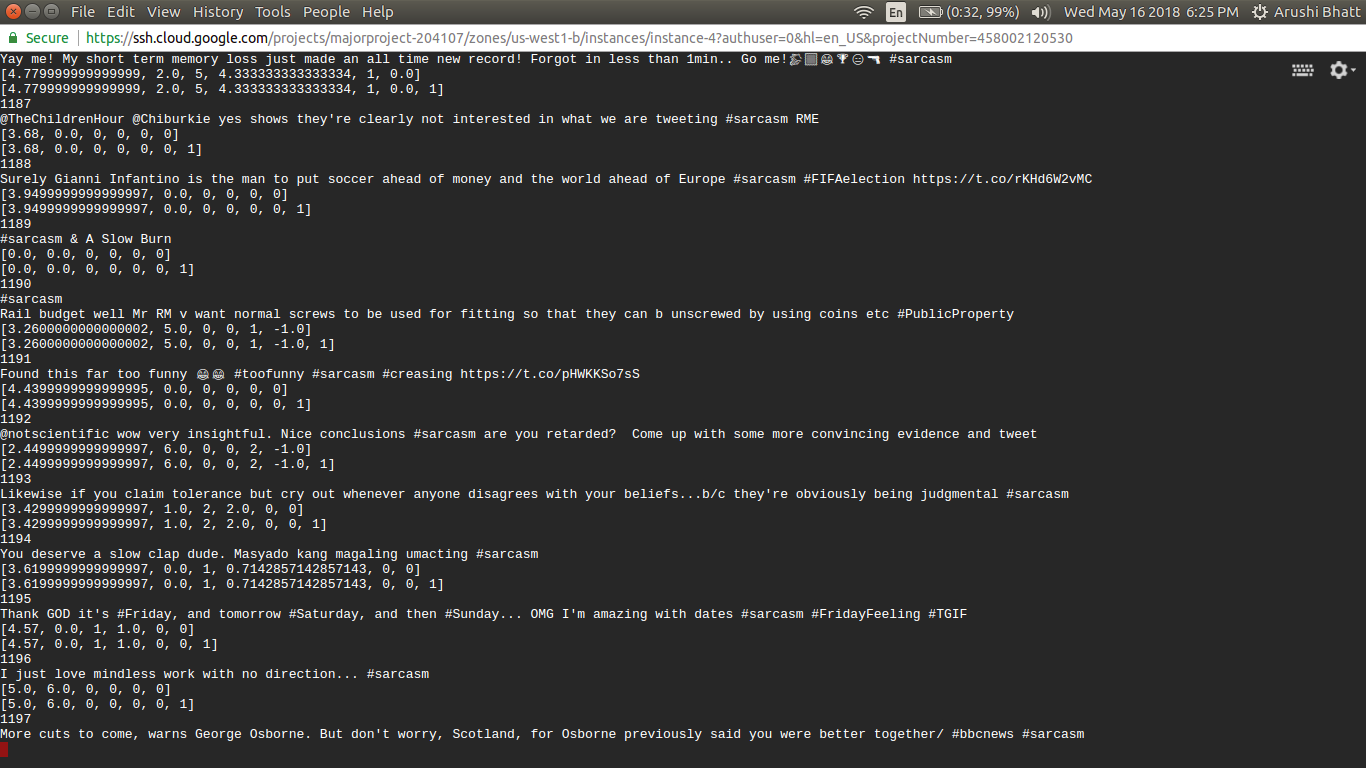 File Edit View History Tools People Help En (0:32, 99%) Wed May 16 2018 6:25 PM Arushi Bhatt
Secure https://ssh.cloud.google.com/projects/majorproject-204107/zones/us-west1-b/instances/instance-4?authuser=0&hl=en_US&projectNumber=458002120530
Yay me! My short term memory loss just made an all time new record! Forgot in less than 1min.. Go me! #sarcasm
[4.779999999999999, 2.0, 5, 4.333333333333334, 1, 0.0]
[4.779999999999999, 2.0, 5, 4.333333333333334, 1, 0.0, 1]
1187
@TheChildrenHour @Chiburkie yes shows they're clearly not interested in what we are tweeting #sarcasm RME
[3.68, 0.0, 0, 0, 0, 0]
[3.68, 0.0, 0, 0, 0, 0, 1]
1188
Surely Gianni Infantino is the man to put soccer ahead of money and the world ahead of Europe #sarcasm #FIFAelection https://t.co/rKHd6W2vMC
[3.9499999999999997, 0.0, 0, 0, 0, 0]
[3.9499999999999997, 0.0, 0, 0, 0, 0, 1]
1189
#sarcasm & A Slow Burn
[0.0, 0.0, 0, 0, 0, 0]
[0.0, 0.0, 0, 0, 0, 0, 1]
1190
#sarcasm
Rail budget well Mr RM v want normal screws to be used for fitting so that they can b unscrewed by using coins etc #PublicProperty
[3.2600000000000002, 5.0, 0, 0, 1, -1.0]
[3.2600000000000002, 5.0, 0, 0, 1, -1.0, 1]
1191
Found this far too funny 😂😂 #toofunny #sarcasm #creasing https://t.co/pHWKKSo7sS
[4.4399999999999995, 0.0, 0, 0, 0, 0]
[4.4399999999999995, 0.0, 0, 0, 0, 0, 1]
1192
@notscientific wow very insightful. Nice conclusions #sarcasm are you retarded?  Come up with some more convincing evidence and tweet
[2.4499999999999997, 6.0, 0, 0, 2, -1.0]
[2.4499999999999997, 6.0, 0, 0, 2, -1.0, 1]
1193
Likewise if you claim tolerance but cry out whenever anyone disagrees with your beliefs...b/c they're obviously being judgmental #sarcasm
[3.4299999999999997, 1.0, 2, 2.0, 0, 0]
[3.4299999999999997, 1.0, 2, 2.0, 0, 0, 1]
1194
You deserve a slow clap dude. Masyado kang magaling umacting #sarcasm
[3.6199999999999997, 0.0, 1, 0.7142857142857143, 0, 0]
[3.6199999999999997, 0.0, 1, 0.7142857142857143, 0, 0, 1]
1195
Thank GOD it's #Friday, and tomorrow #Saturday, and then #Sunday... OMG I'm amazing with dates #sarcasm #FridayFeeling #TGIF
[4.57, 0.0, 1, 1.0, 0, 0]
[4.57, 0.0, 1, 1.0, 0, 0, 1]
1196
I just love mindless work with no direction... #sarcasm
[5.0, 6.0, 0, 0, 0, 0]
[5.0, 6.0, 0, 0, 0, 0, 1]
1197
More cuts to come, warns George Osborne. But don't worry, Scotland, for Osborne previously said you were better together/ #bbcnews #sarcasm